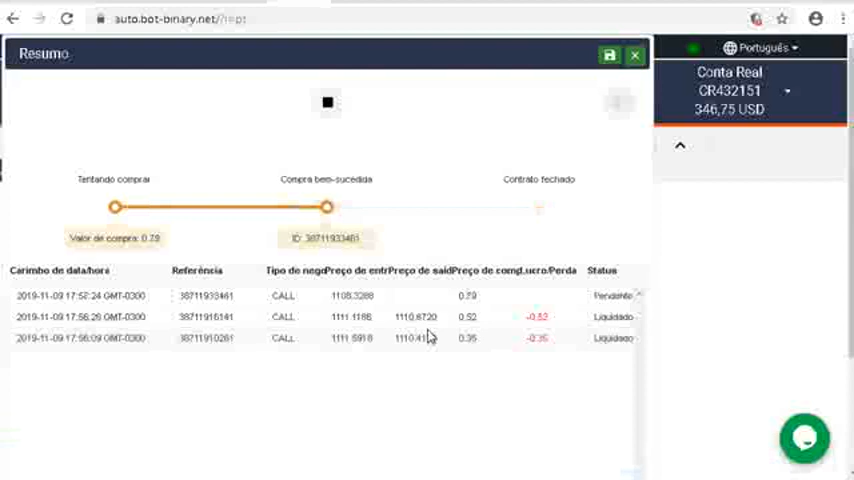 auto.bot-binary.net
Resumo
Português
Conta Real
CR432151
346,75 USD
Tentando comprar
Compra bem-sucedida
Contrato fechado
Valor de compra: 0.79
ID: 38711933461
Carimbo de data/hora Referência Tipo de nego Preço de entr Preço de saíd Preço de comp Lucro/Perda Status
2019-11-09 17:57:24 GMT-0300 38711933461 CALL 1108.3288 0.79 Pendente
2019-11-09 17:56:26 GMT-0300 CALL 1111.1186 1110.6720 0.52 -0.52 Liquidado
2019-11-09 17:56:09 GMT-0300 38711910261 CALL 1111.5918 0.35 -0.35 Liquidado